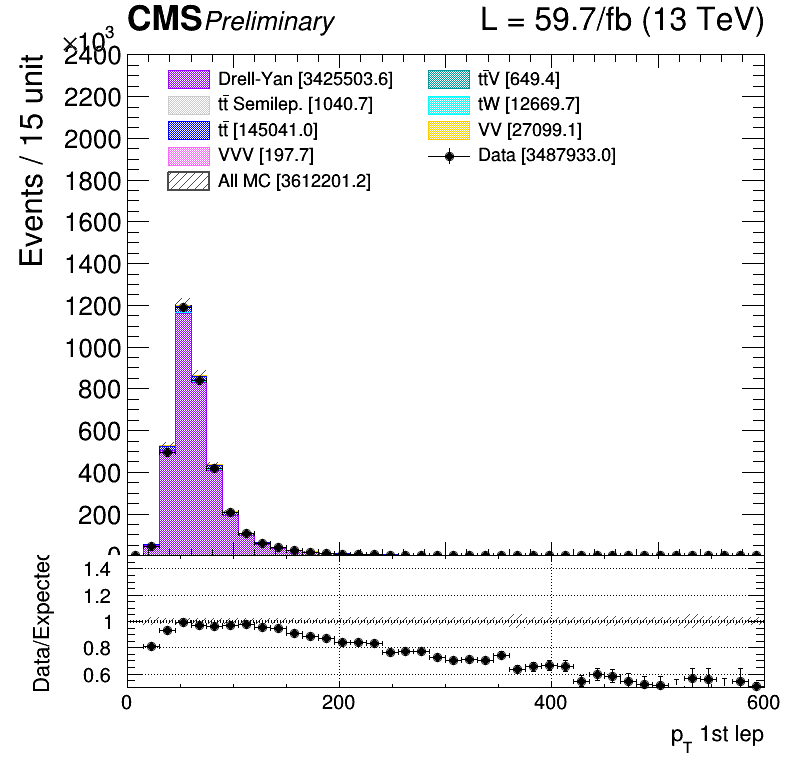 CMS Preliminary L = 59.7/fb (13 TeV)
×10³
Events / 15 unit
2400
2200
2000
1800
1600
1400
1200
1000
800
600
400
200
0
Drell-Yan [3425503.6]
tt̄ Semilep. [1040.7]
tt̄ [145041.0]
VVV [197.7]
All MC [3612201.2]
tt̄V [649.4]
tW [12669.7]
VV [27099.1]
Data [3487933.0]
Data/Expected
1.4
1.2
1
0.8
0.6
0 200 400 600
p_T 1st lep